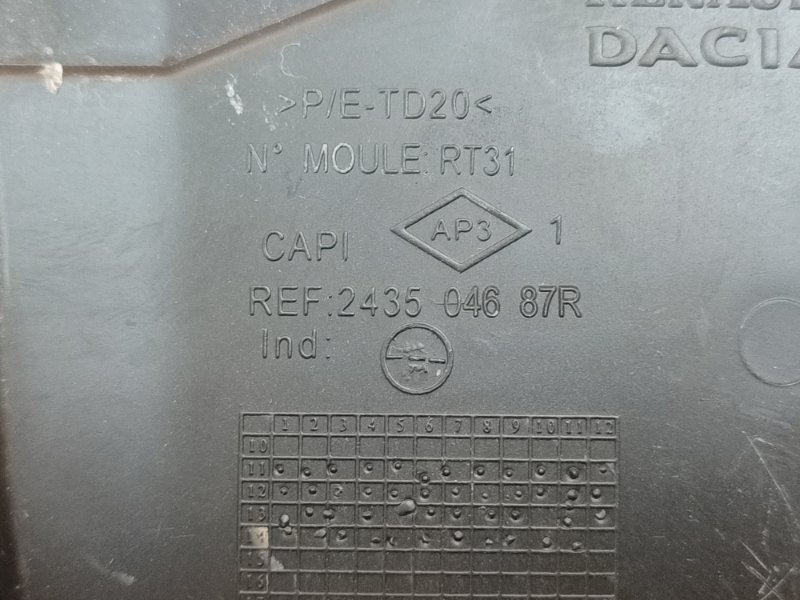 DACIA
>P/E-TD20<
N° MOULE: RT31
AP3 1
CAPI
REF:2435 046 87R
Ind:
1 2 3 4 5 6 7 8 9 10 11 12
10
11
12
13
15
16